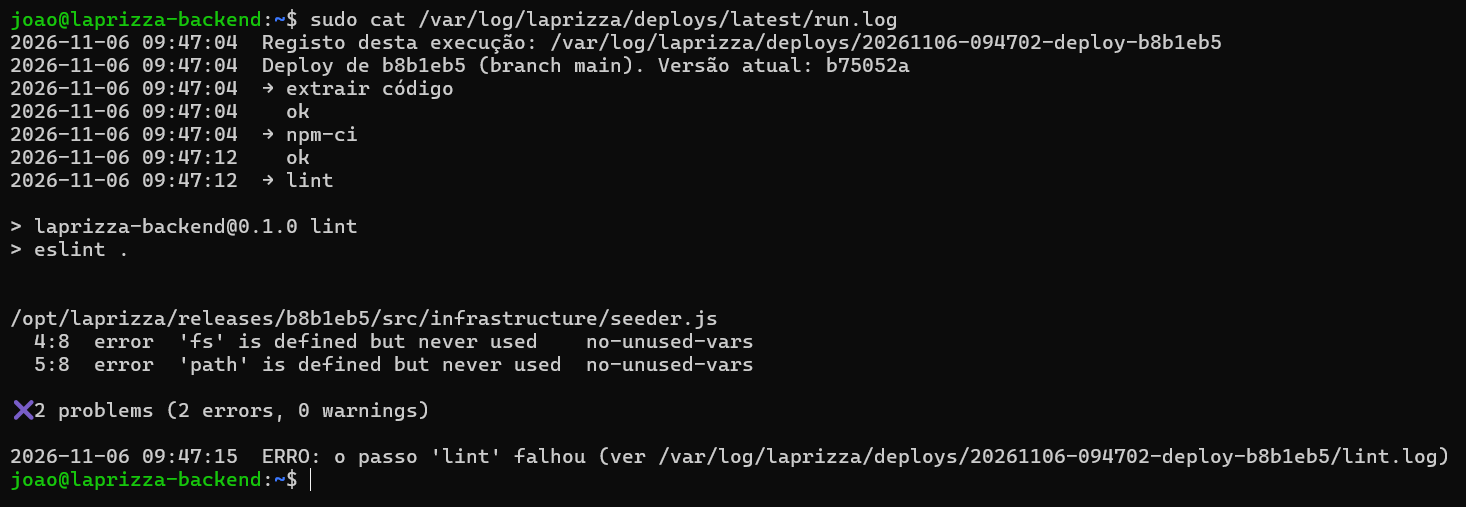 joao@laprizza-backend:~$ sudo cat /var/log/laprizza/deploys/latest/run.log
2026-11-06 09:47:04  Registo desta execução: /var/log/laprizza/deploys/20261106-094702-deploy-b8b1eb5
2026-11-06 09:47:04  Deploy de b8b1eb5 (branch main). Versão atual: b75052a
2026-11-06 09:47:04  → extrair código
2026-11-06 09:47:04    ok
2026-11-06 09:47:04  → npm-ci
2026-11-06 09:47:12    ok
2026-11-06 09:47:12  → lint
> laprizza-backend@0.1.0 lint
> eslint .
/opt/laprizza/releases/b8b1eb5/src/infrastructure/seeder.js
  4:8  error  'fs' is defined but never used    no-unused-vars
  5:8  error  'path' is defined but never used  no-unused-vars
✖2 problems (2 errors, 0 warnings)
2026-11-06 09:47:15  ERRO: o passo 'lint' falhou (ver /var/log/laprizza/deploys/20261106-094702-deploy-b8b1eb5/lint.log)
joao@laprizza-backend:~$